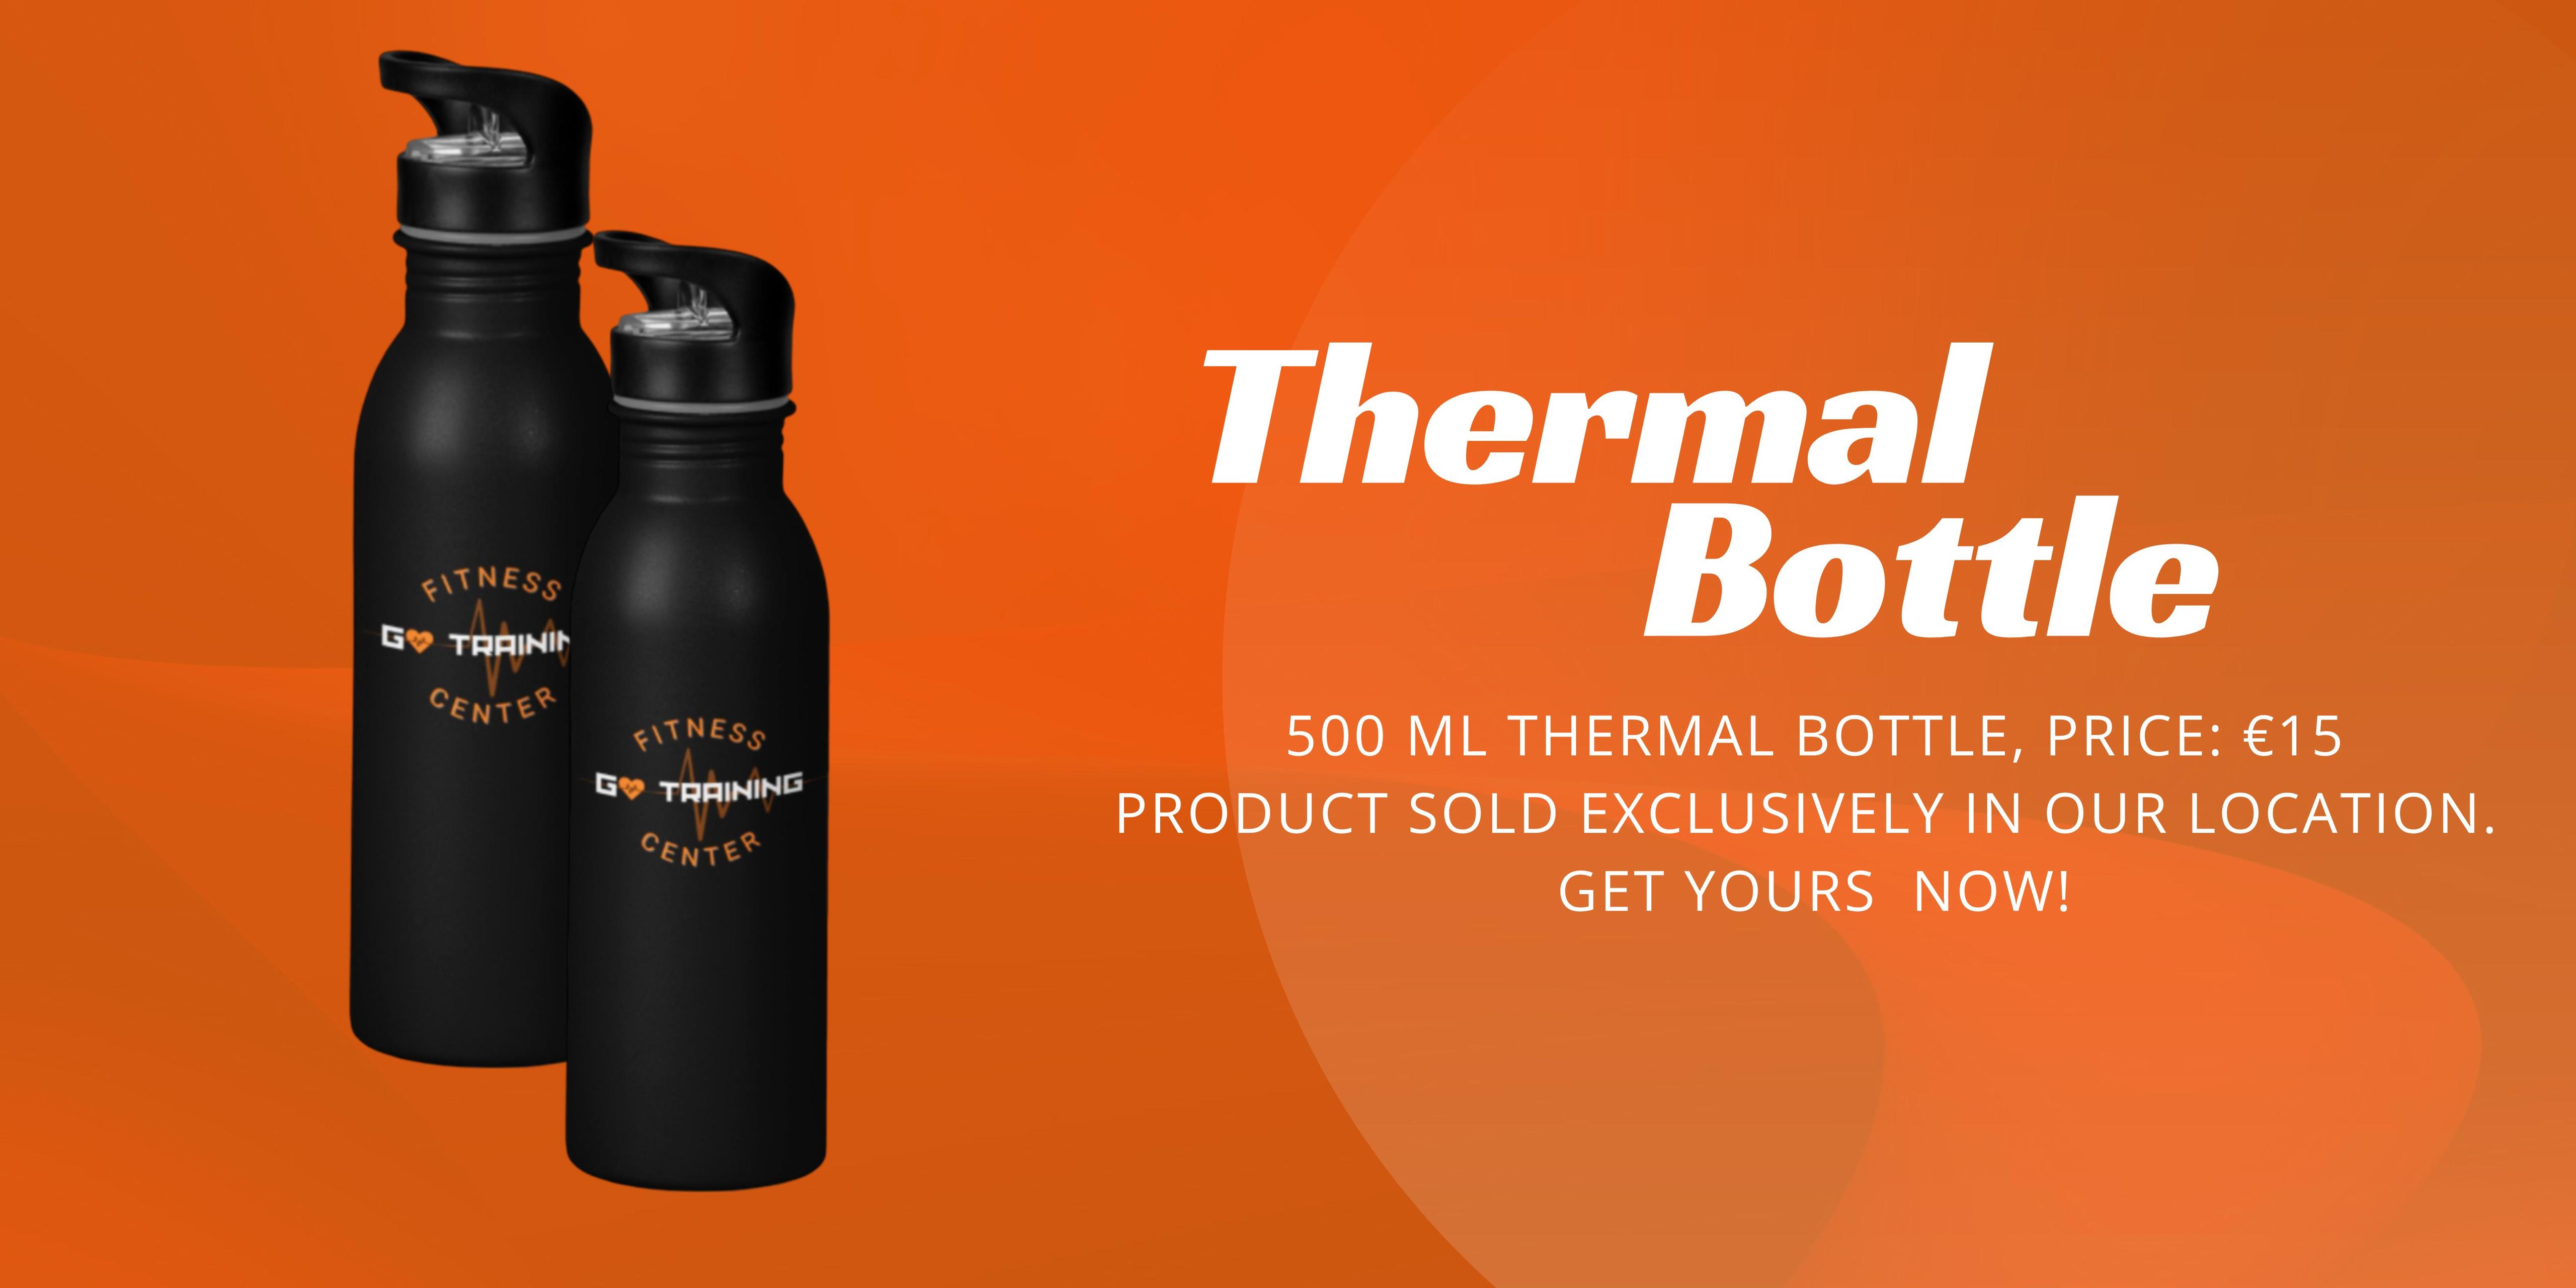 FITNESS
G TRAININ
CENTER
FITNESS
G TRAINING
CENTER
Thermal
Bottle
500 ML THERMAL BOTTLE, PRICE: €15
PRODUCT SOLD EXCLUSIVELY IN OUR LOCATION.
GET YOURS  NOW!